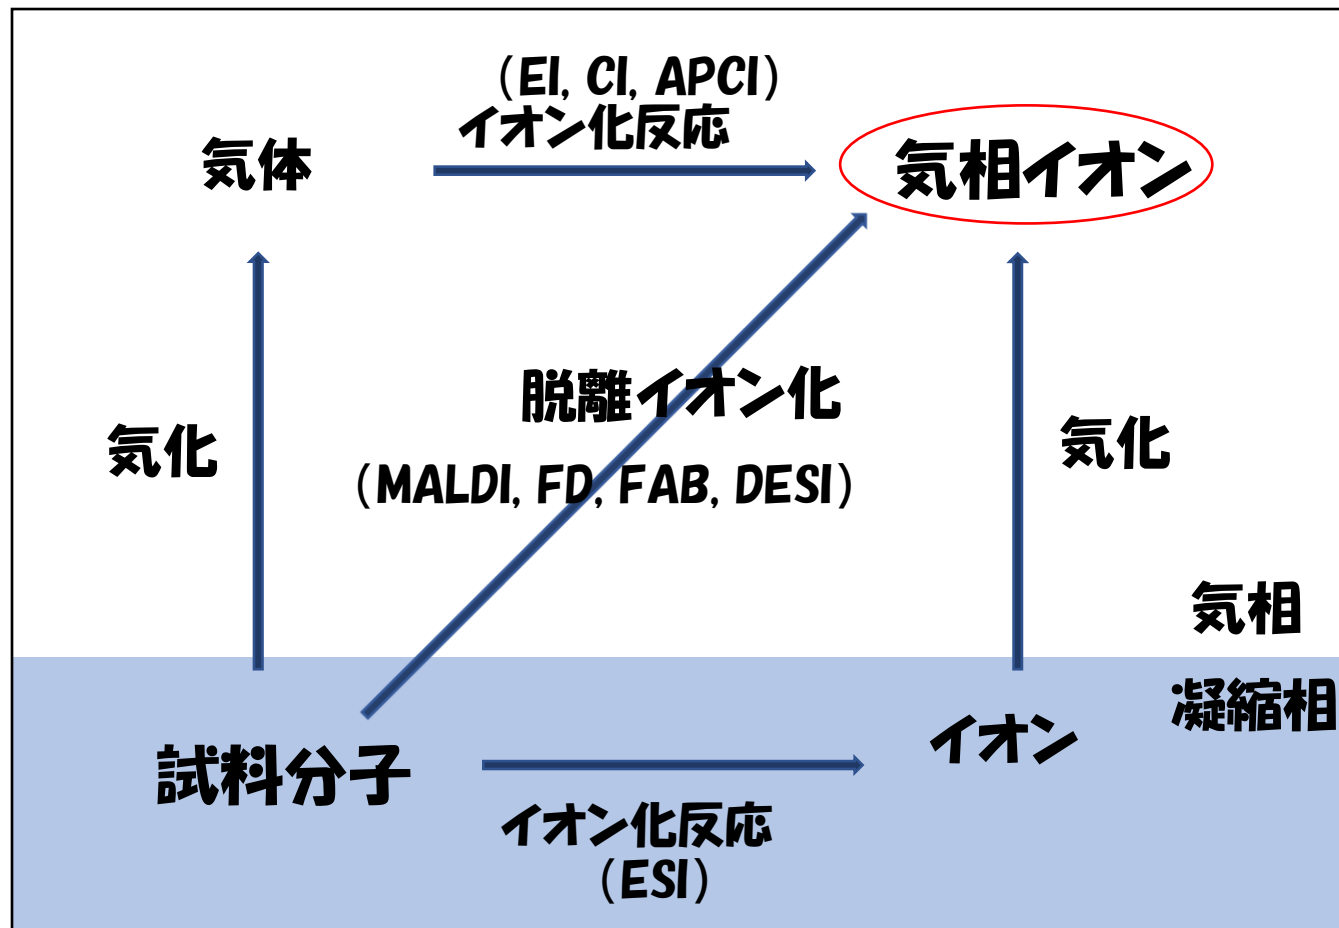 (EI, CI, APCI)
イオン化反応
気体
気相イオン
脱離イオン化
(MALDI, FD, FAB, DESI)
気化
気化
気相
凝縮相
試料分子
イオン
イオン化反応
(ESI)